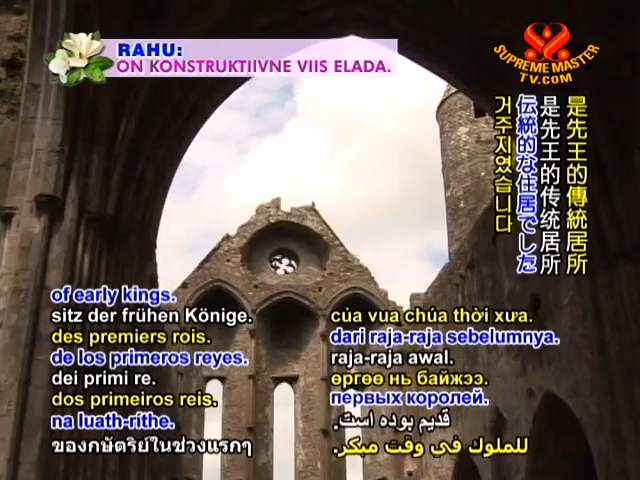 RAHU:
ON KONSTRUKTIIVNE VIIS ELADA.
SUPREME MASTER
TV.COM
是先王的傳統居所
是先王的传统居所
伝統的な住居でした
거주지였습니다
of early kings.
sitz der frühen Könige.
des premiers rois.
de los primeros reyes.
dei primi re.
dos primeiros reis.
na luath-ríthe.
ของกษัตริย์ในช่วงแรกๆ
của vua chúa thời xưa.
dari raja-raja sebelumnya.
raja-raja awal.
өргөө нь байжээ.
первых королей.
قدیم بوده است.
للملوك في وقت مبكر.